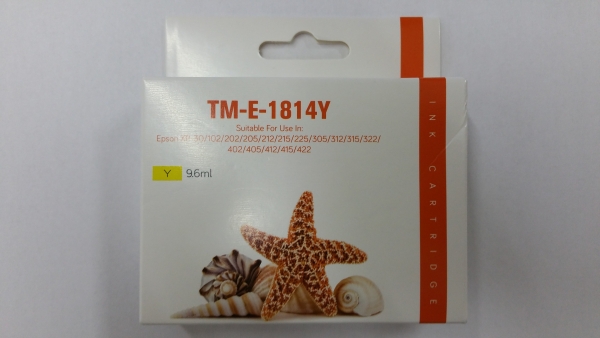 TM-E-1814Y
Suitable For Use In:
Epson XP-30/102/202/205/212/215/225/305/312/315/322/
402/405/412/415/422
Y 9.6ml
INK CARTRIDGE